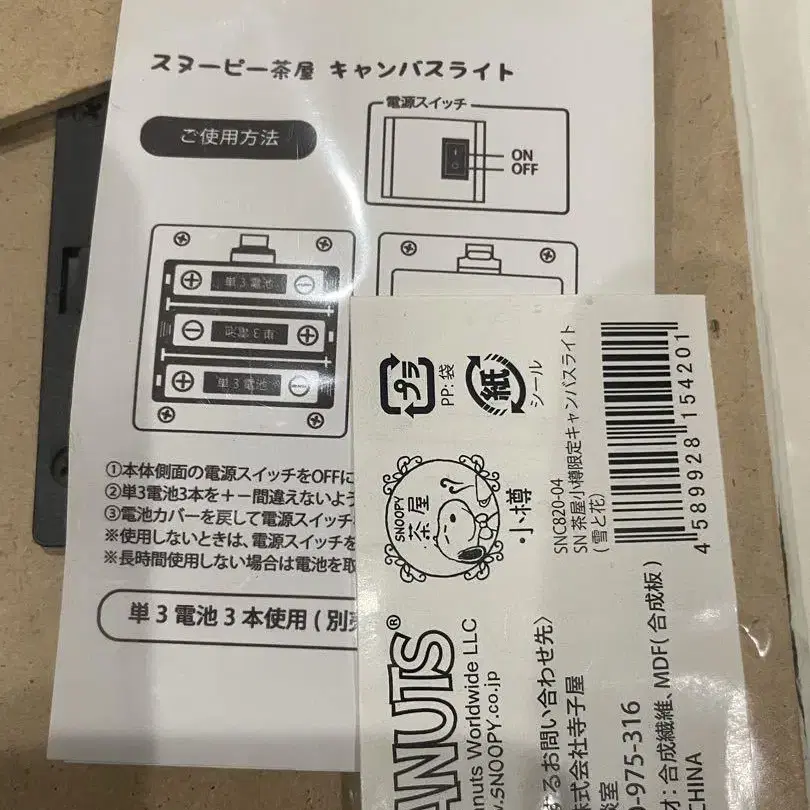 スヌーピー茶屋 キャンバスライト
ご使用方法
電源スイッチ
ON
OFF
単3電池
単3電池
単3電池
①本体側面の電源スイッチをOFFに
②単3電池3本を+-間違えないよう
③電池カバーを戻して電源スイッチ
※使用しないときは、電源スイッチを
※長時間使用しない場合は電池を取
単3電池3本使用(別売
プラ
PP:袋
紙
シール
SNOOPY
茶屋
・小樽・
SNC820-04
SN 茶屋小樽限定キャンバスライト
(雪と花)
4 589928 154201
ANUTS®
anuts Worldwide LLC
w.SNOOPY.co.jp
するお問い合わせ先〉
株式会社寺子屋
談室
0-975-316
材:合成繊維、MDF(合成板)
CHINA